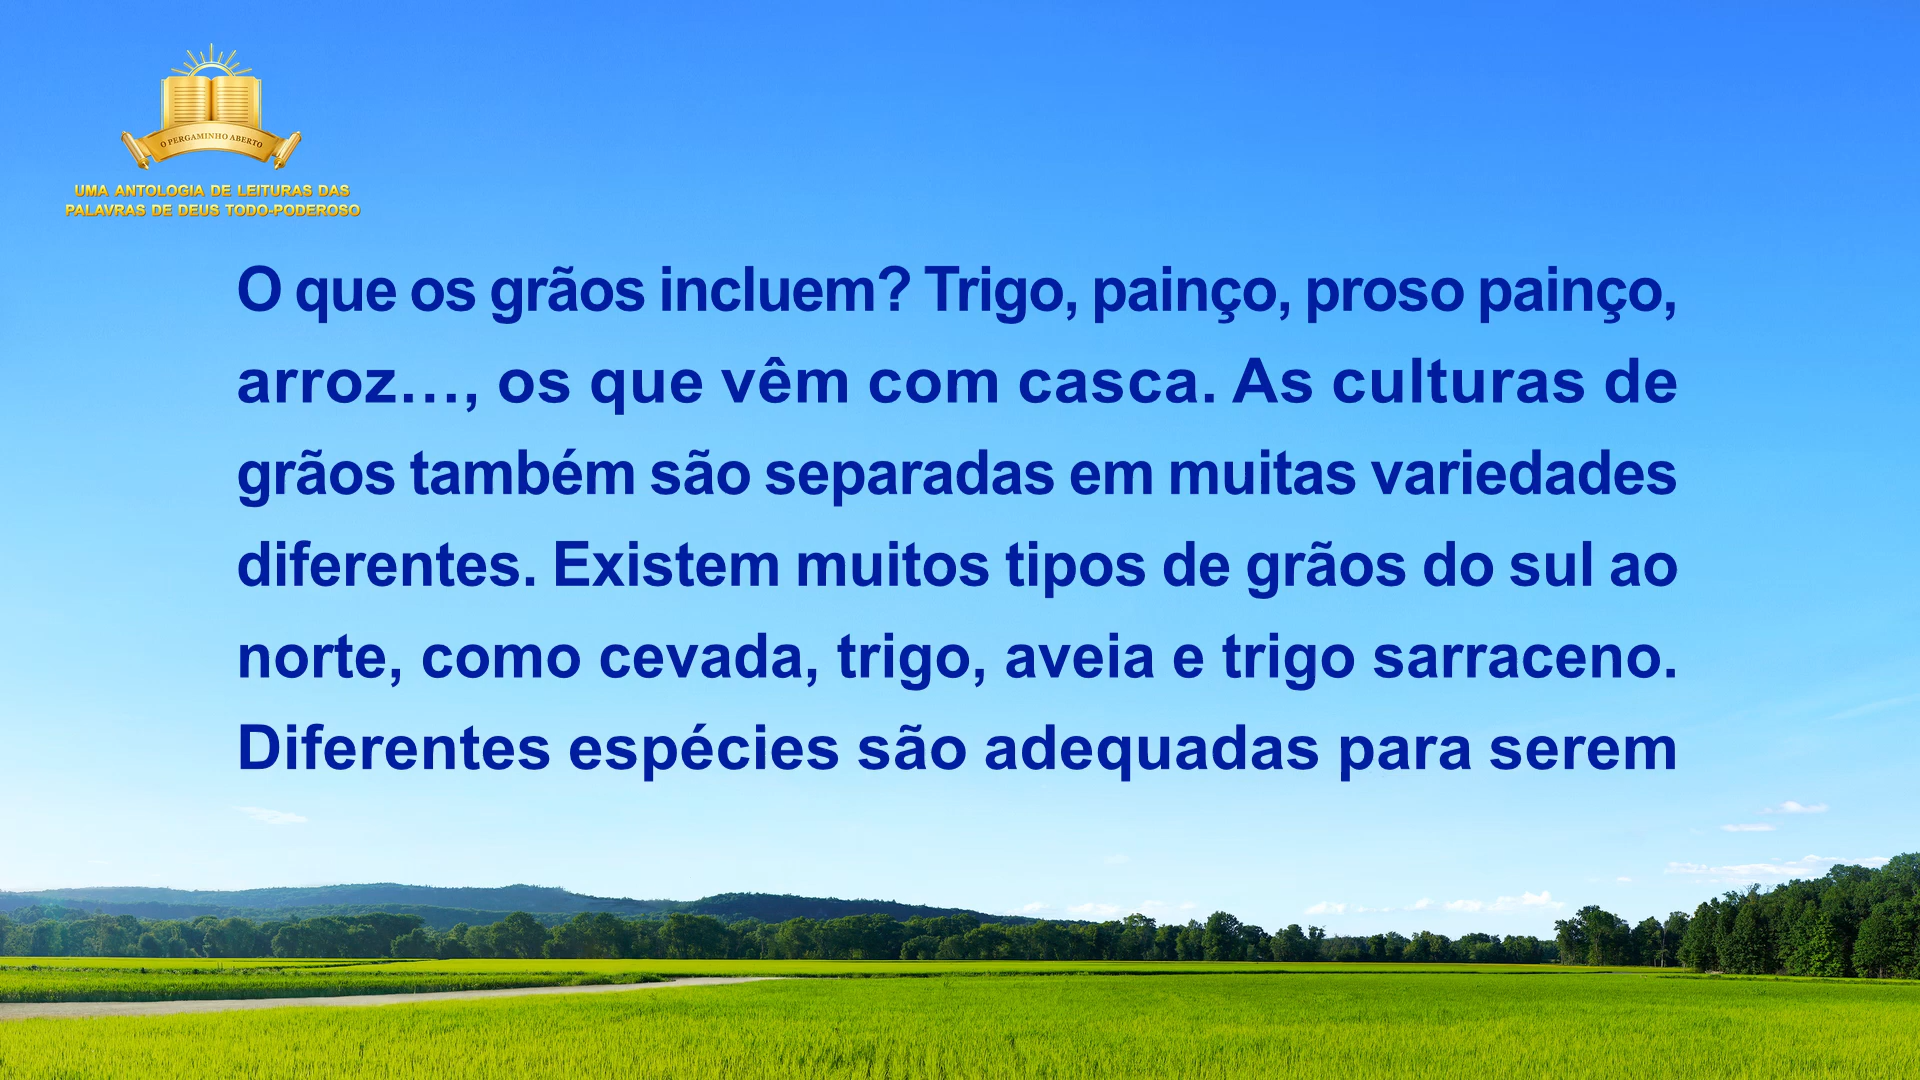 O PERGAMINHO ABERTO
UMA ANTOLOGIA DE LEITURAS DAS
PALAVRAS DE DEUS TODO-PODEROSO
O que os grãos incluem? Trigo, painço, proso painço,
arroz…, os que vêm com casca. As culturas de
grãos também são separadas em muitas variedades
diferentes. Existem muitos tipos de grãos do sul ao
norte, como cevada, trigo, aveia e trigo sarraceno.
Diferentes espécies são adequadas para serem